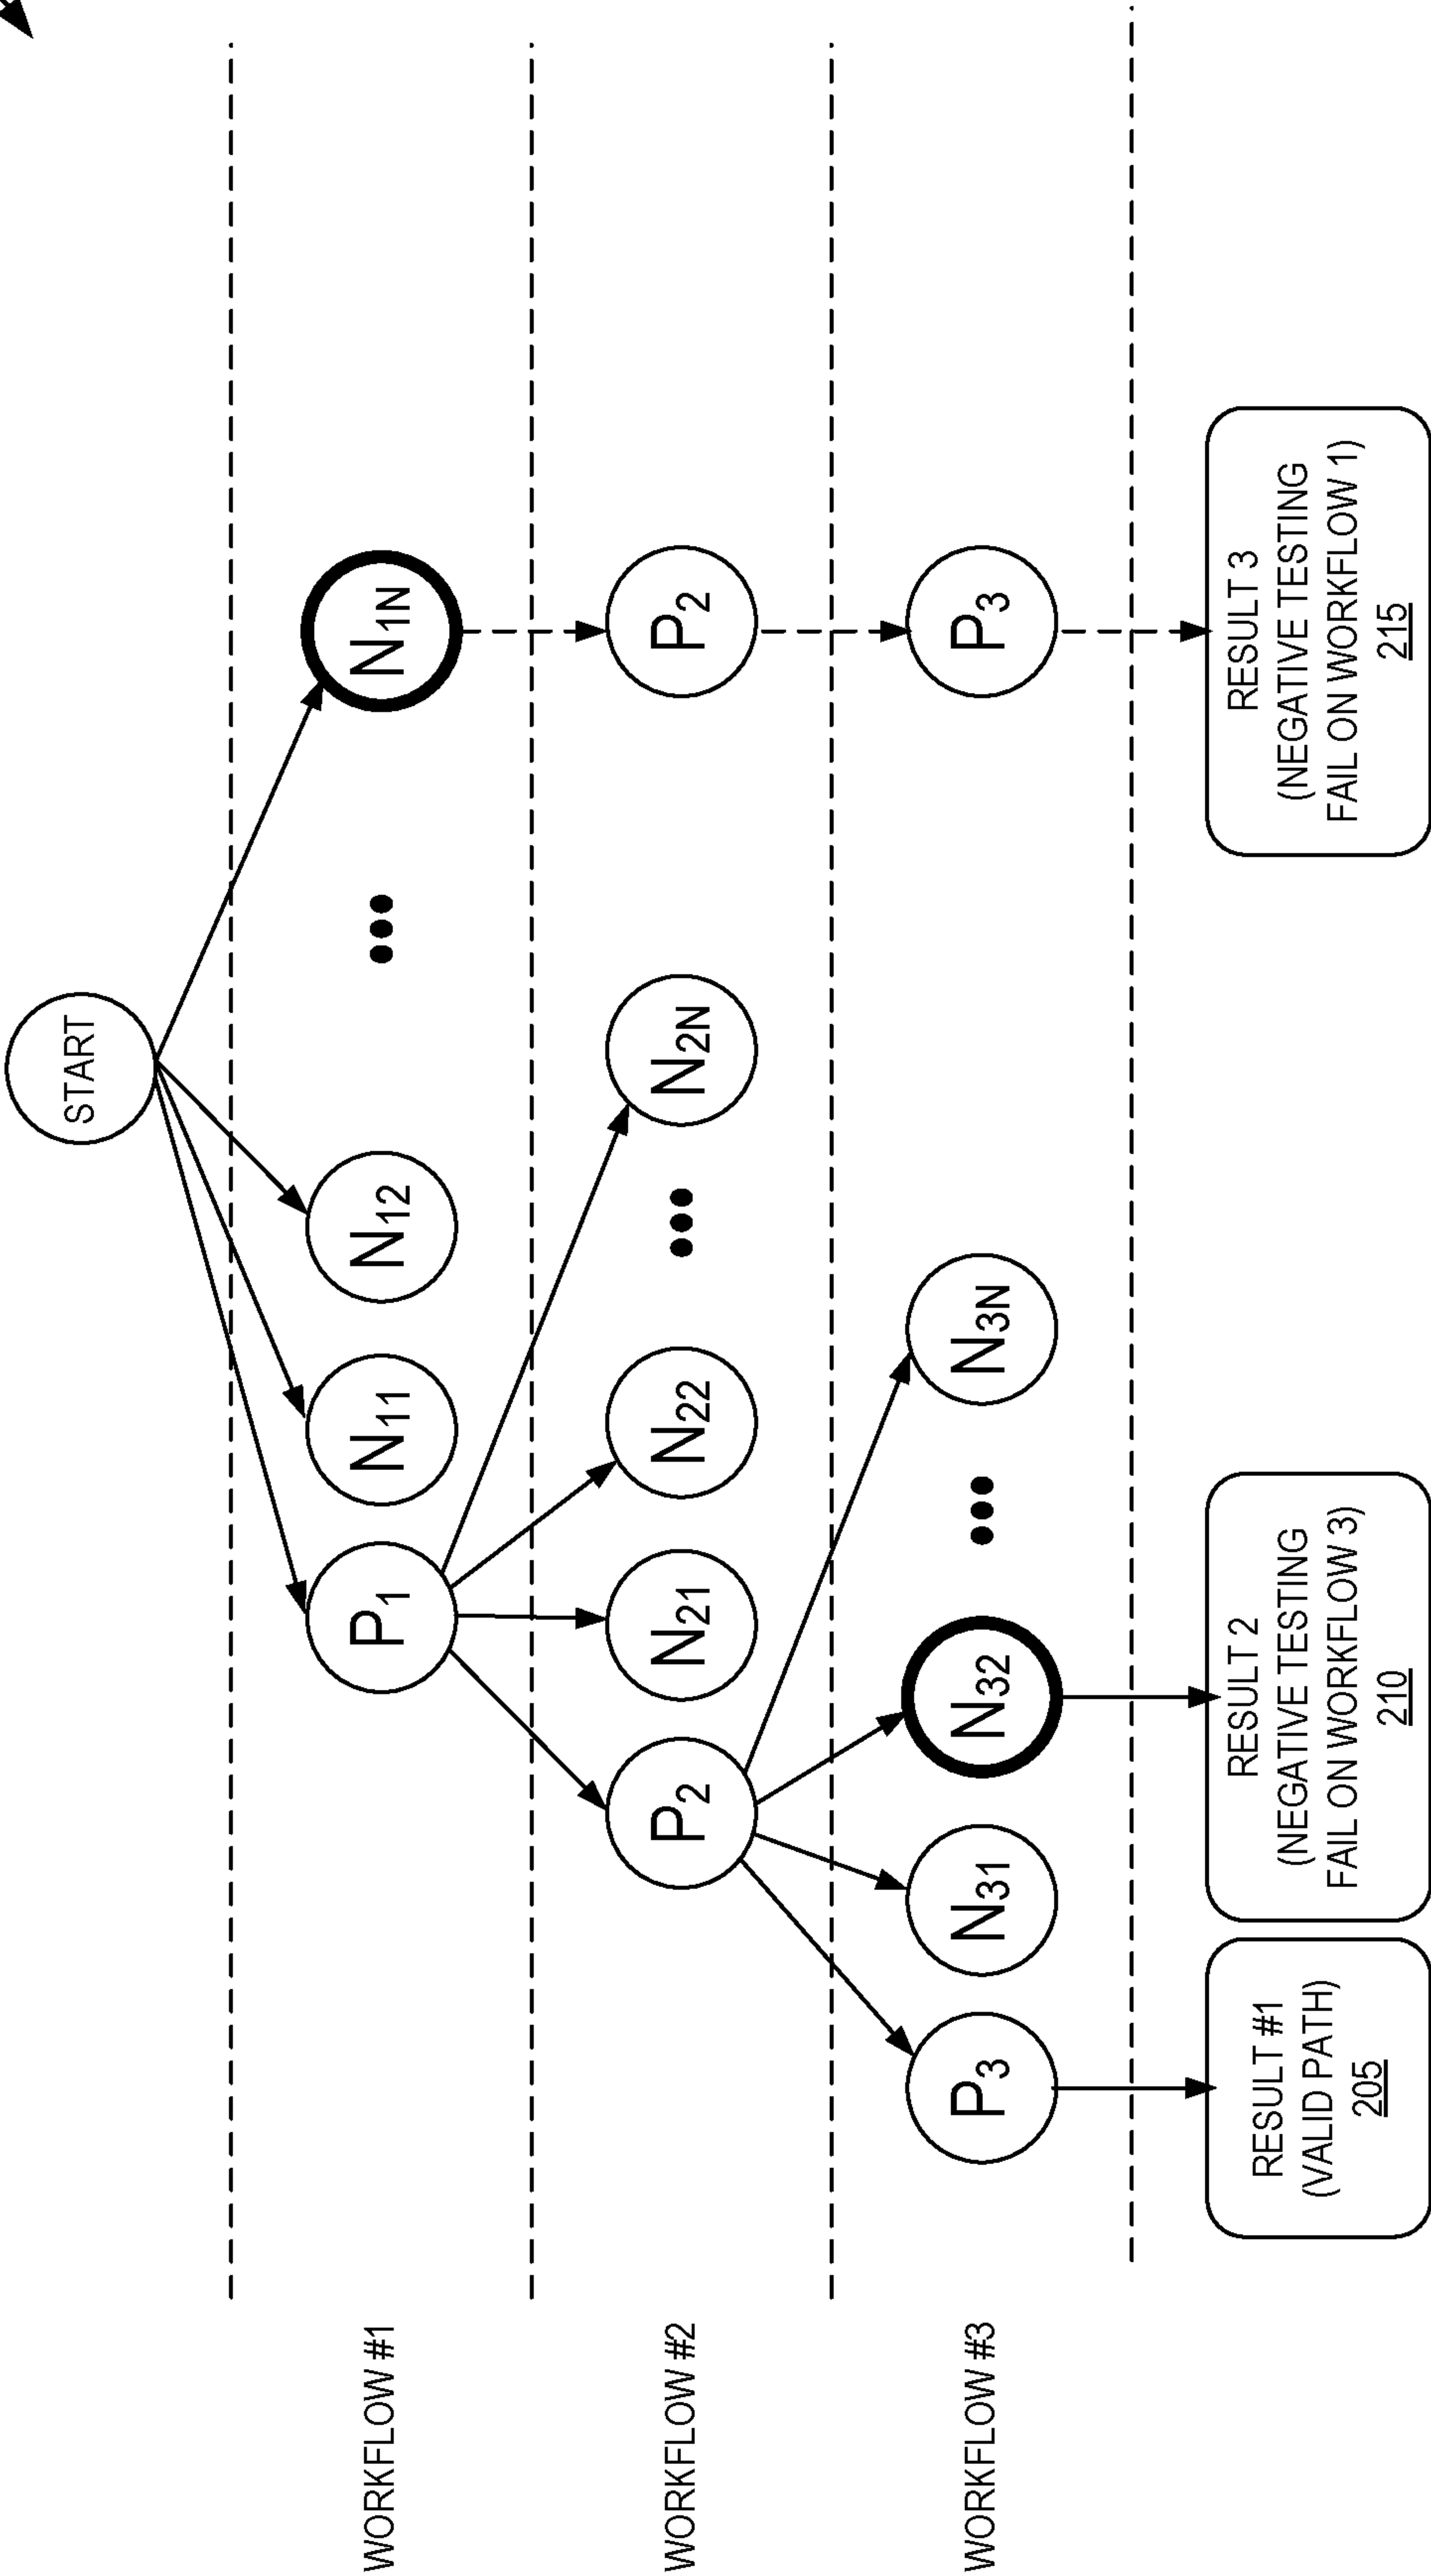 START
WORKFLOW #1
P1
N11
N12
•••
N1N
WORKFLOW #2
P2
N21
N22
•••
N2N
P2
WORKFLOW #3
P3
N31
N32
•••
N3N
P3
RESULT #1
(VALID PATH)
205
RESULT 2
(NEGATIVE TESTING
FAIL ON WORKFLOW 3)
210
RESULT 3
(NEGATIVE TESTING
FAIL ON WORKFLOW 1)
215